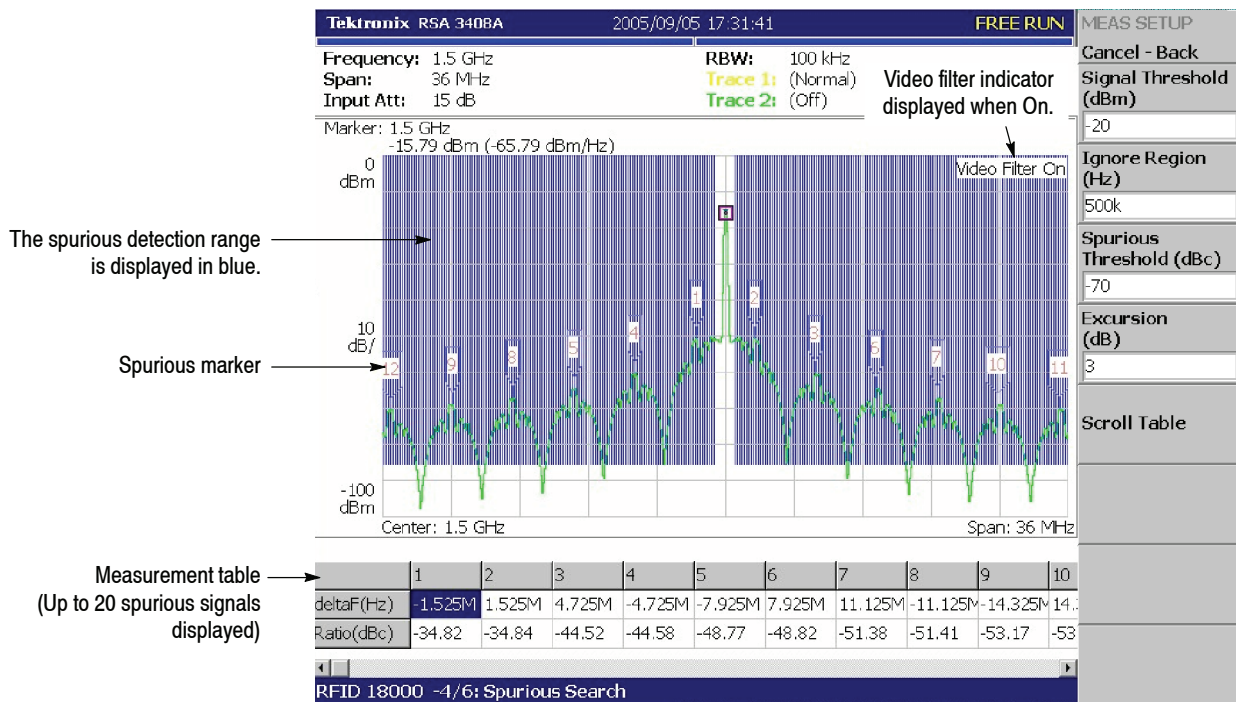 Tektronix RSA 3408A 2005/09/05 17:31:41 FREE RUN
Frequency: 1.5 GHz
Span: 36 MHz
Input Att: 15 dB
RBW: 100 kHz
Trace 1: (Normal)
Trace 2: (Off)
Video filter indicator
displayed when On.
Marker: 1.5 GHz
-15.79 dBm (-65.79 dBm/Hz)
0
dBm
Video Filter On
The spurious detection range
is displayed in blue.
10
dB/
Spurious marker
12 9 8 5 4 1 2 3 6 7 10 11
-100
dBm
Center: 1.5 GHz Span: 36 MHz
Measurement table
(Up to 20 spurious signals
displayed)
1 2 3 4 5 6 7 8 9 10
deltaF(Hz) -1.525M 1.525M 4.725M -4.725M -7.925M 7.925M 11.125M -11.125M -14.325M 14.
Ratio(dBc) -34.82 -34.84 -44.52 -44.58 -48.77 -48.82 -51.38 -51.41 -53.17 -53
RFID 18000 -4/6: Spurious Search
MEAS SETUP
Cancel - Back
Signal Threshold
(dBm)
-20
Ignore Region
(Hz)
500k
Spurious
Threshold (dBc)
-70
Excursion
(dB)
3
Scroll Table